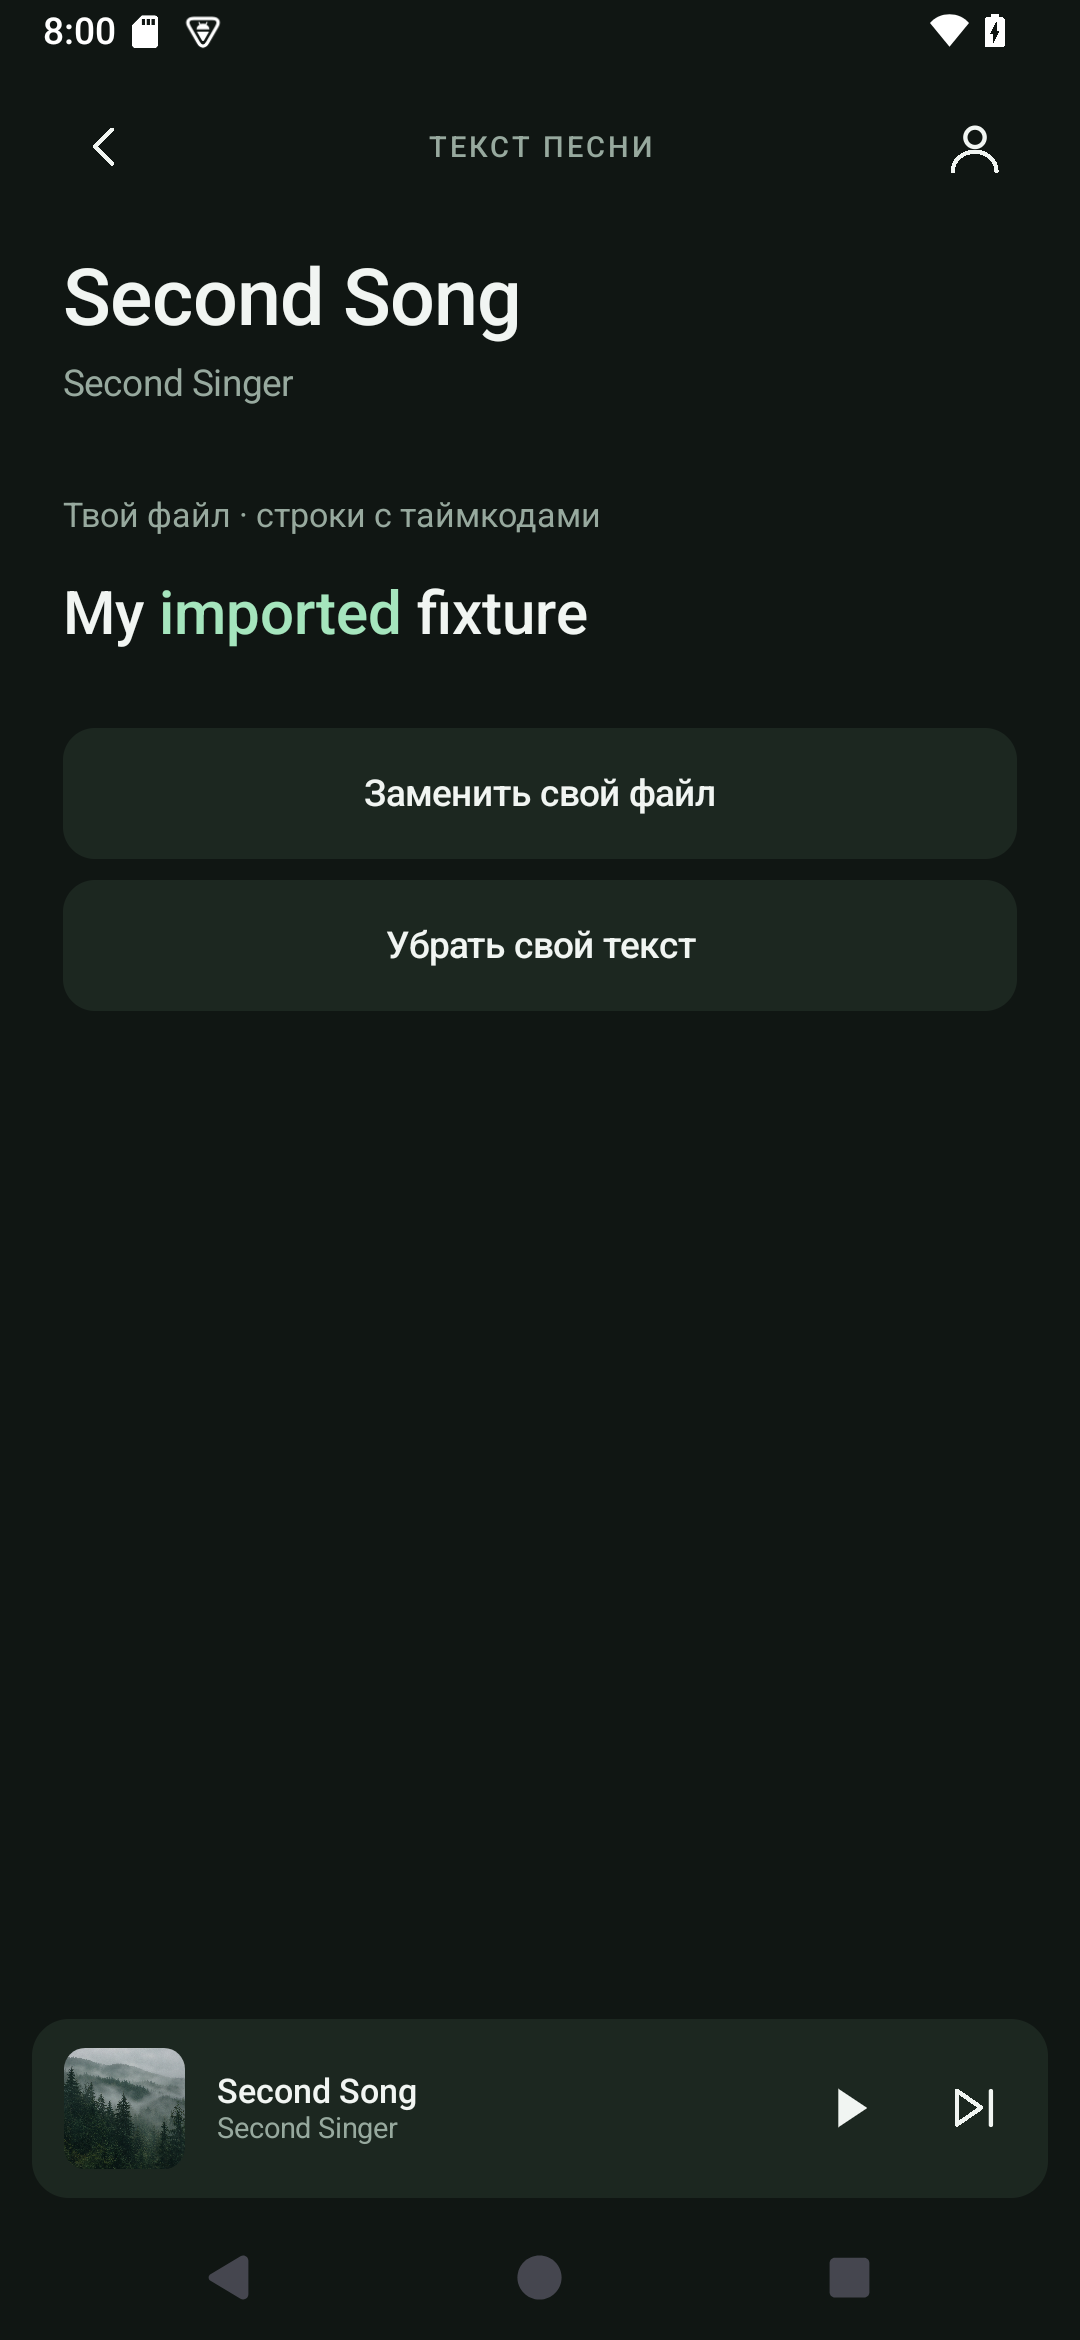 8:00
ТЕКСТ ПЕСНИ
Second Song
Second Singer
Твой файл · строки с таймкодами
My imported fixture
Заменить свой файл
Убрать свой текст
Second Song
Second Singer